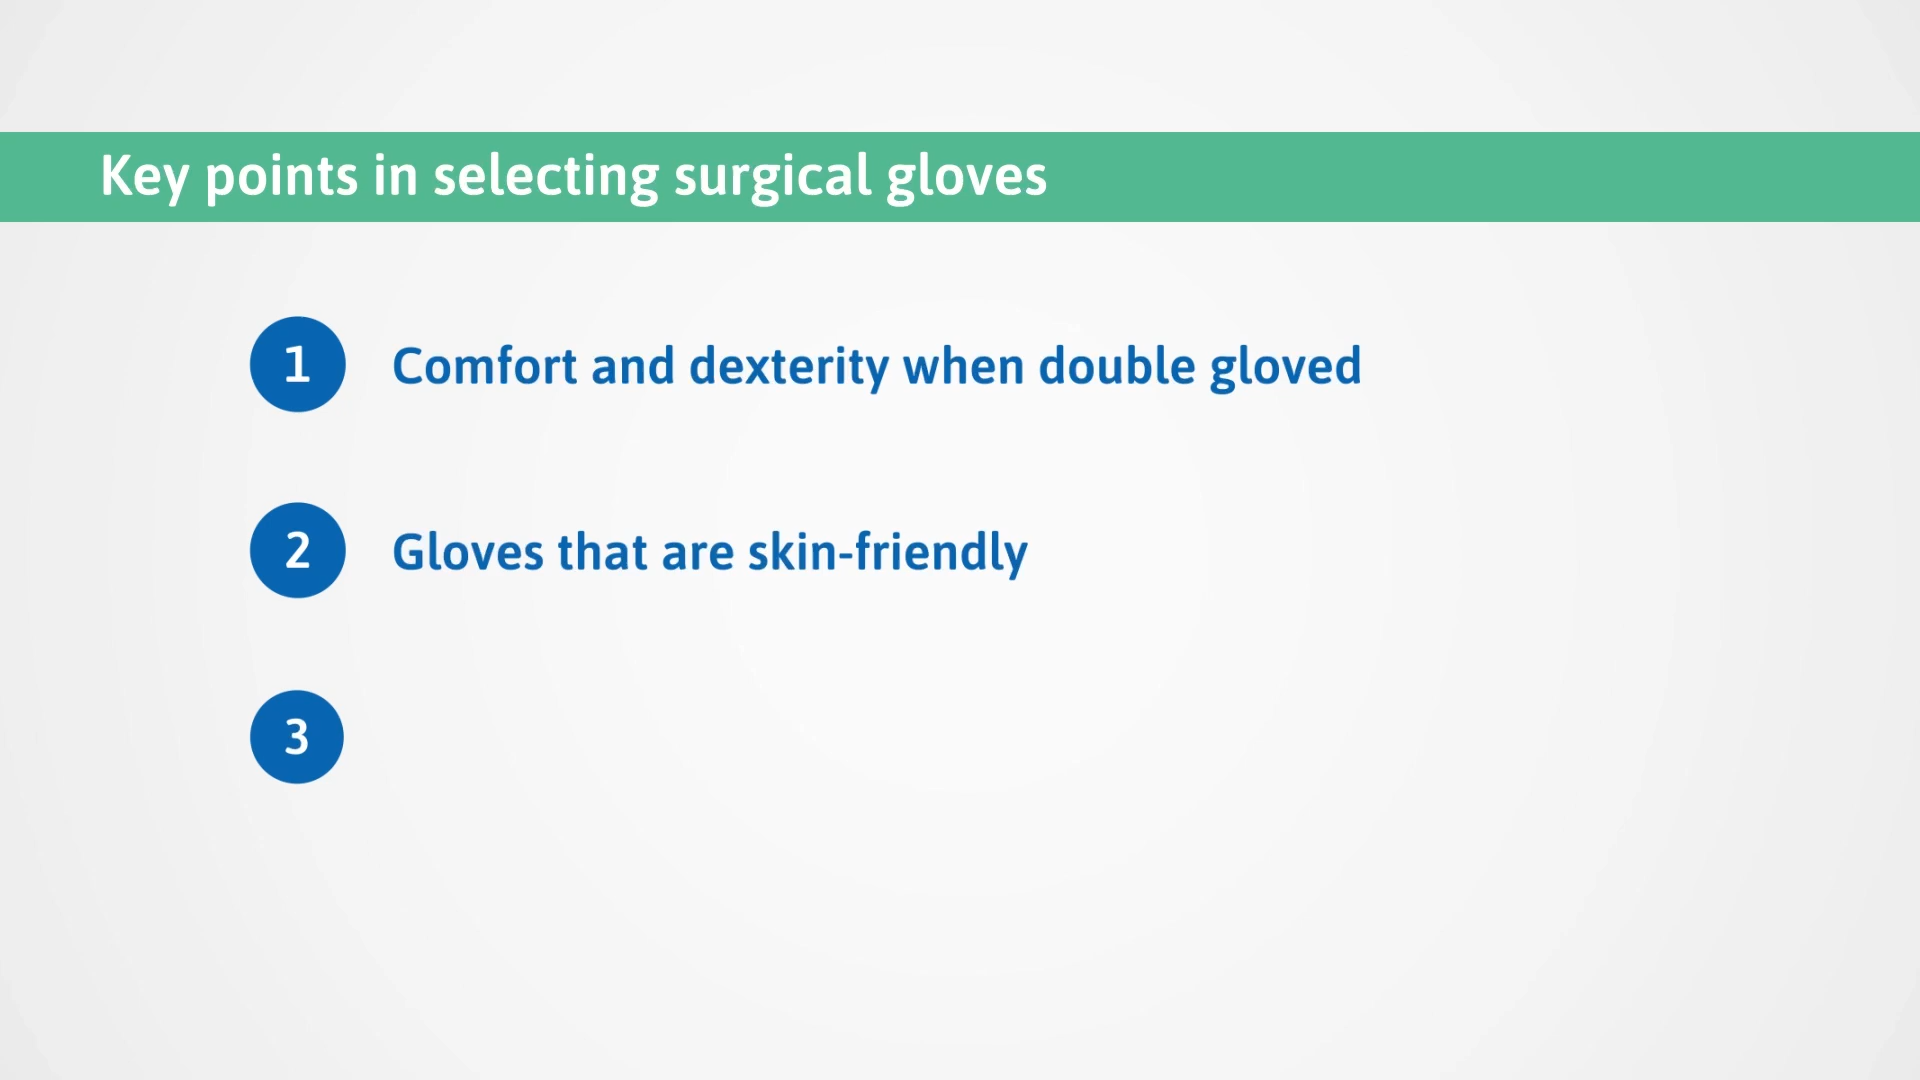 Key points in selecting surgical gloves
1 Comfort and dexterity when double gloved
2 Gloves that are skin-friendly
3